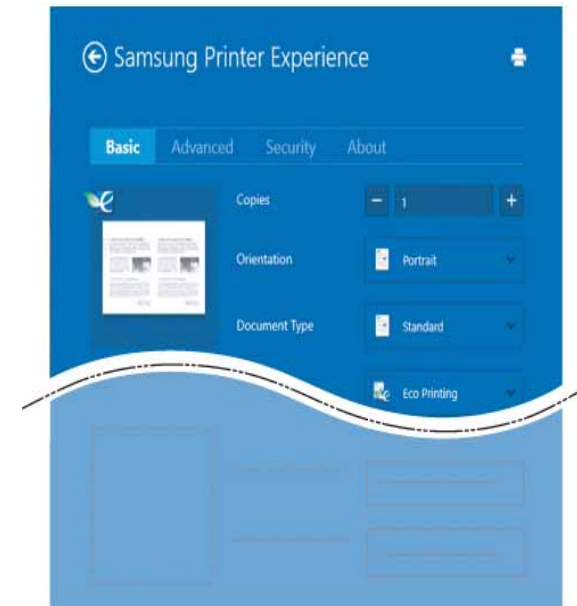 Samsung Printer Experience
Basic Advanced Security About
Copies 1
Orientation Portrait
Document Type Standard
Eco Printing